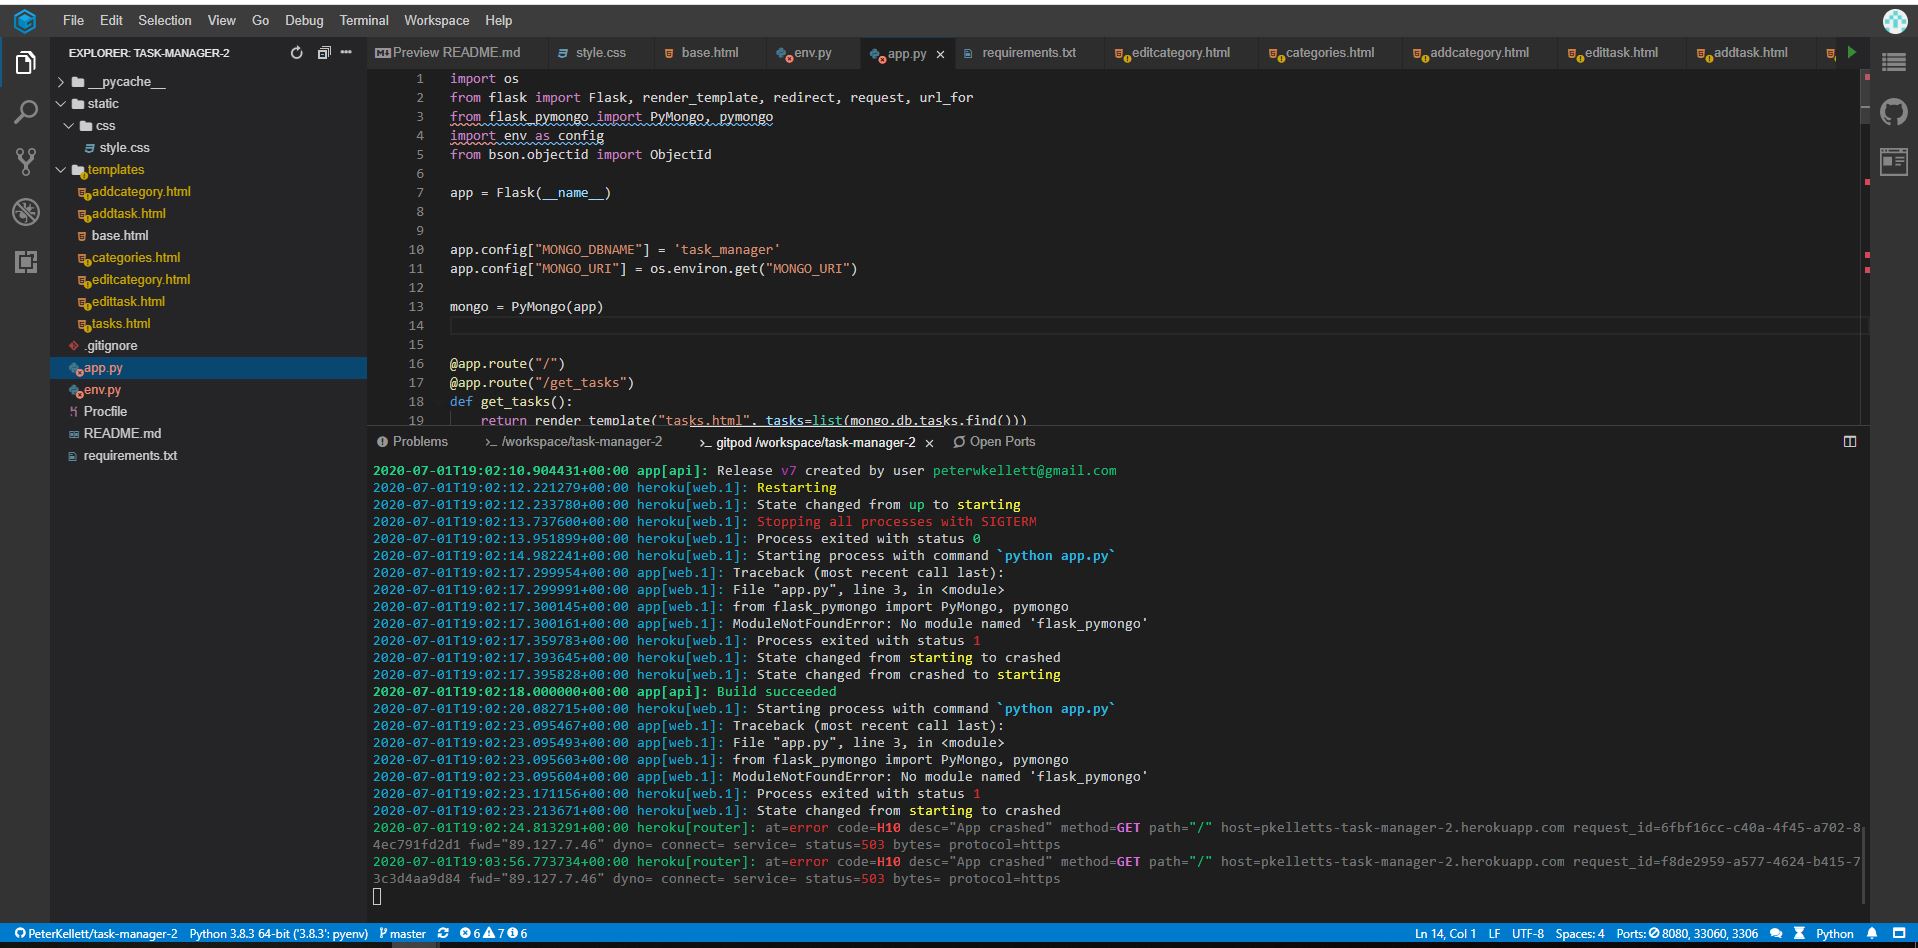 File Edit Selection View Go Debug Terminal Workspace Help
EXPLORER: TASK-MANAGER-2
Preview README.md style.css base.html env.py app.py requirements.txt editcategory.html categories.html addcategory.html edittask.html addtask.html
__pycache__
static
css
style.css
templates
addcategory.html
addtask.html
base.html
categories.html
editcategory.html
edittask.html
tasks.html
.gitignore
app.py
env.py
Procfile
README.md
requirements.txt
1 import os
2 from flask import Flask, render_template, redirect, request, url_for
3 from flask_pymongo import PyMongo, pymongo
4 import env as config
5 from bson.objectid import ObjectId
6
7 app = Flask(__name__)
8
9
10 app.config["MONGO_DBNAME"] = 'task_manager'
11 app.config["MONGO_URI"] = os.environ.get("MONGO_URI")
12
13 mongo = PyMongo(app)
14
15
16 @app.route("/")
17 @app.route("/get_tasks")
18 def get_tasks():
19 return render_template("tasks.html", tasks=list(mongo.db.tasks.find()))
Problems >_ /workspace/task-manager-2 >_ gitpod /workspace/task-manager-2 Open Ports
2020-07-01T19:02:10.904431+00:00 app[api]: Release v7 created by user peterwkellett@gmail.com
2020-07-01T19:02:12.221279+00:00 heroku[web.1]: Restarting
2020-07-01T19:02:12.233780+00:00 heroku[web.1]: State changed from up to starting
2020-07-01T19:02:13.737600+00:00 heroku[web.1]: Stopping all processes with SIGTERM
2020-07-01T19:02:13.951899+00:00 heroku[web.1]: Process exited with status 0
2020-07-01T19:02:14.982241+00:00 heroku[web.1]: Starting process with command `python app.py`
2020-07-01T19:02:17.299954+00:00 app[web.1]: Traceback (most recent call last):
2020-07-01T19:02:17.299991+00:00 app[web.1]: File "app.py", line 3, in <module>
2020-07-01T19:02:17.300145+00:00 app[web.1]: from flask_pymongo import PyMongo, pymongo
2020-07-01T19:02:17.300161+00:00 app[web.1]: ModuleNotFoundError: No module named 'flask_pymongo'
2020-07-01T19:02:17.359783+00:00 heroku[web.1]: Process exited with status 1
2020-07-01T19:02:17.393645+00:00 heroku[web.1]: State changed from starting to crashed
2020-07-01T19:02:17.395828+00:00 heroku[web.1]: State changed from crashed to starting
2020-07-01T19:02:18.000000+00:00 app[api]: Build succeeded
2020-07-01T19:02:20.082715+00:00 heroku[web.1]: Starting process with command `python app.py`
2020-07-01T19:02:23.095467+00:00 app[web.1]: Traceback (most recent call last):
2020-07-01T19:02:23.095493+00:00 app[web.1]: File "app.py", line 3, in <module>
2020-07-01T19:02:23.095603+00:00 app[web.1]: from flask_pymongo import PyMongo, pymongo
2020-07-01T19:02:23.095604+00:00 app[web.1]: ModuleNotFoundError: No module named 'flask_pymongo'
2020-07-01T19:02:23.171156+00:00 heroku[web.1]: Process exited with status 1
2020-07-01T19:02:23.213671+00:00 heroku[web.1]: State changed from starting to crashed
2020-07-01T19:02:24.813291+00:00 heroku[router]: at=error code=H10 desc="App crashed" method=GET path="/" host=pkelletts-task-manager-2.herokuapp.com request_id=6fbf16cc-c40a-4f45-a702-8
4ec791fd2d1 fwd="89.127.7.46" dyno= connect= service= status=503 bytes= protocol=https
2020-07-01T19:03:56.773734+00:00 heroku[router]: at=error code=H10 desc="App crashed" method=GET path="/" host=pkelletts-task-manager-2.herokuapp.com request_id=f8de2959-a577-4624-b415-7
3c3d4aa9d84 fwd="89.127.7.46" dyno= connect= service= status=503 bytes= protocol=https
PeterKellett/task-manager-2 Python 3.8.3 64-bit ('3.8.3': pyenv) master 6 7 6 Ln 14, Col 1 LF UTF-8 Spaces: 4 Ports: 8080, 33060, 3306 Python